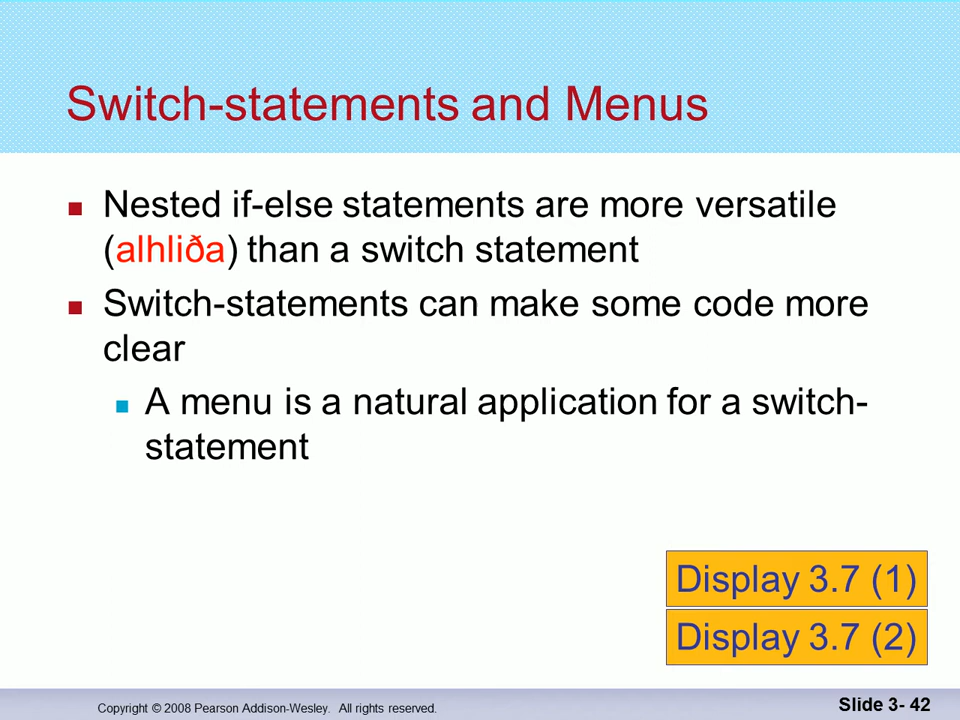 Switch-statements and Menus
Nested if-else statements are more versatile
(alhliða) than a switch statement
Switch-statements can make some code more
clear
A menu is a natural application for a switch-
statement
Display 3.7 (1)
Display 3.7 (2)
Copyright © 2008 Pearson Addison-Wesley. All rights reserved.
Slide 3- 42